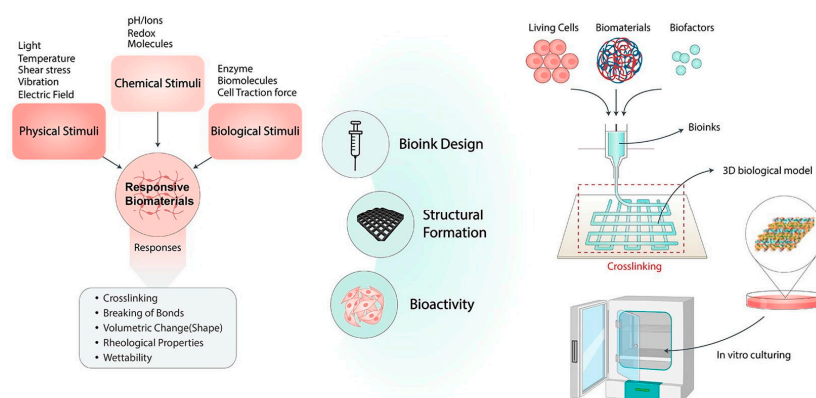 Light
Temperature
Shear stress
Vibration
Electric Field
Physical Stimuli
pH/Ions
Redox
Molecules
Chemical Stimuli
Enzyme
Biomolecules
Cell Traction force
Biological Stimuli
Responsive
Biomaterials
Responses
• Crosslinking
• Breaking of Bonds
• Volumetric Change(Shape)
• Rheological Properties
• Wettability
Bioink Design
Structural
Formation
Bioactivity
Living Cells
Biomaterials
Biofactors
Bioinks
3D biological model
Crosslinking
In vitro culturing